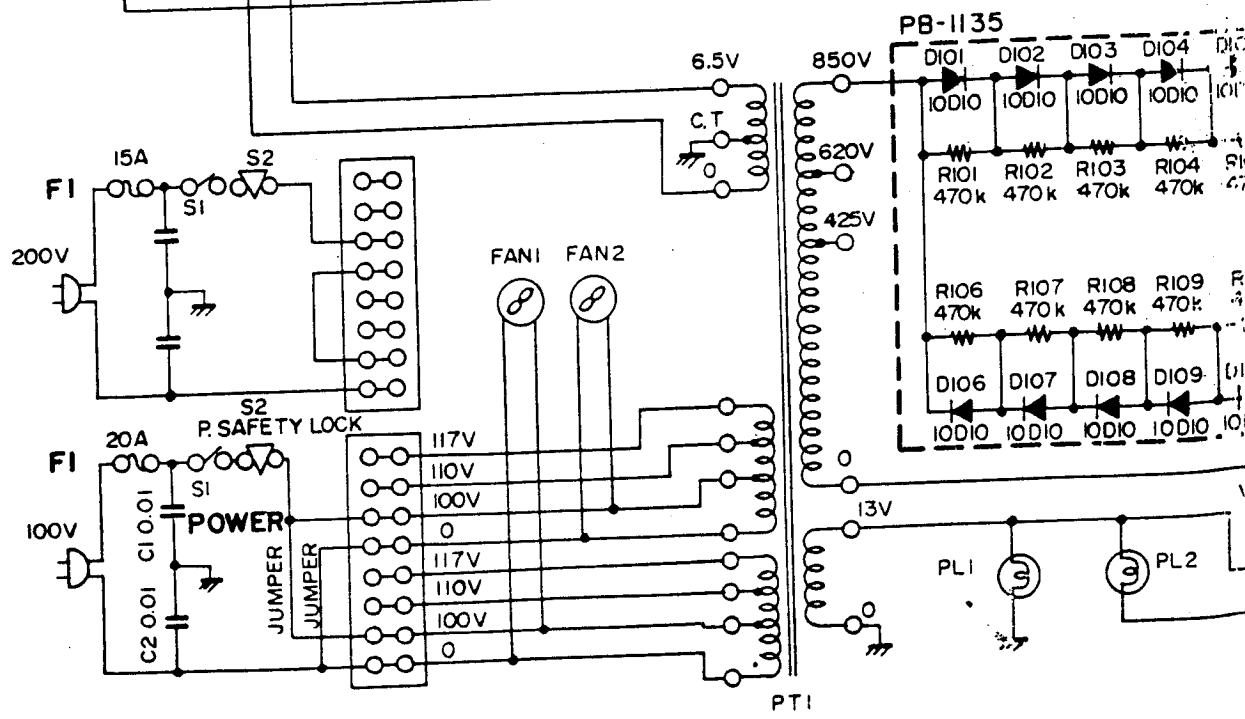 PB-1135
6.5V
850V
D101 D102 D103 D104
10D10 10D10 10D10 10D10
C.T
620V
0
R101 R102 R103 R104
470k 470k 470k 470k
425V
15A
S2
F1
S1
200V
FAN1 FAN2
R106 R107 R108 R109
470k 470k 470k 470k
D106 D107 D108 D109
10D10 10D10 10D10 10D10
S2
P. SAFETY LOCK
20A
F1
S1
POWER
100V
C1 0.01
C2 0.01
JUMPER
JUMPER
117V
110V
100V
0
117V
110V
100V
0
0
13V
PL1
PL2
0
PT1